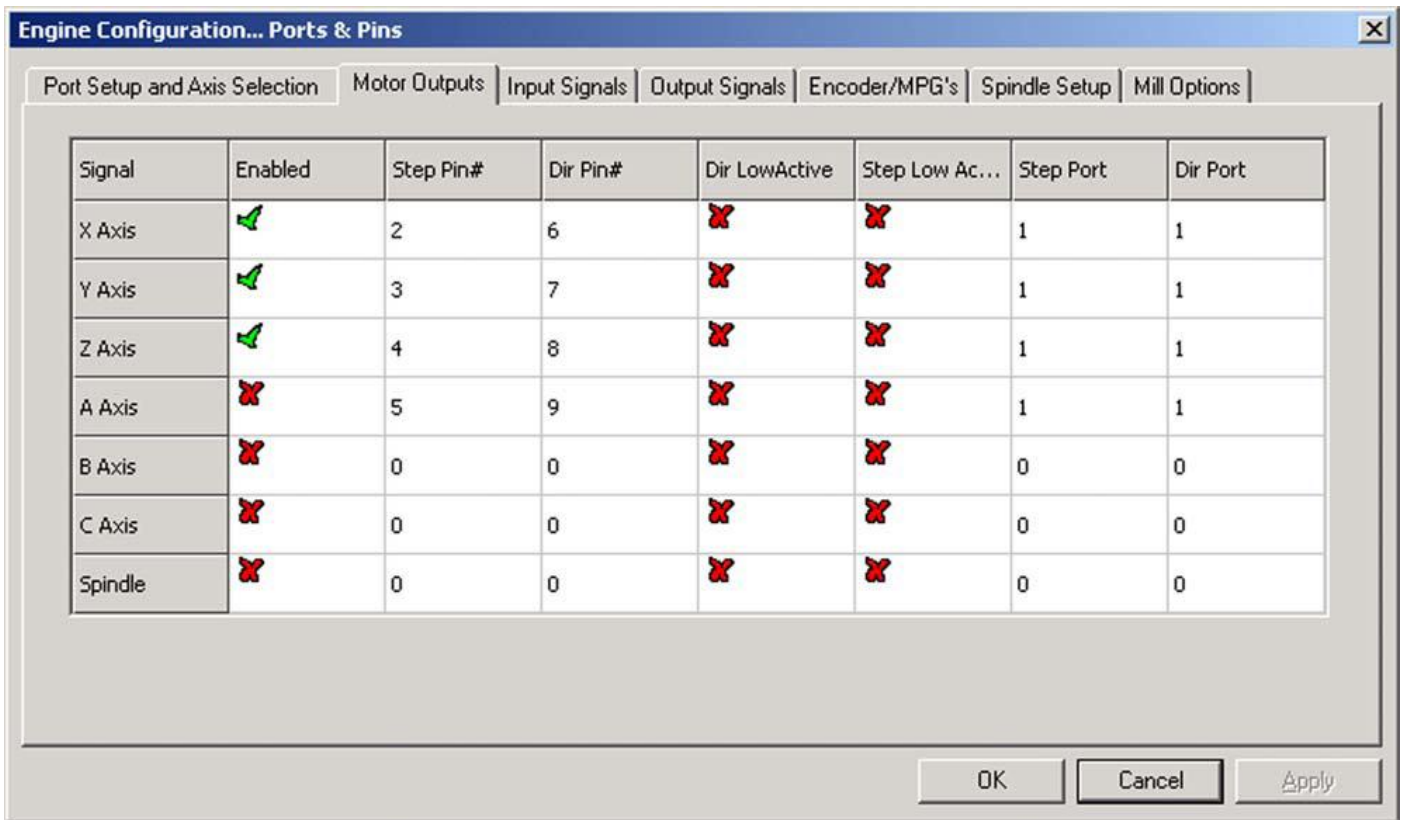 Engine Configuration... Ports & Pins
Port Setup and Axis Selection Motor Outputs Input Signals Output Signals Encoder/MPG's Spindle Setup Mill Options
Signal Enabled Step Pin# Dir Pin# Dir LowActive Step Low Ac... Step Port Dir Port
X Axis 2 6 1 1
Y Axis 3 7 1 1
Z Axis 4 8 1 1
A Axis 5 9 1 1
B Axis 0 0 0 0
C Axis 0 0 0 0
Spindle 0 0 0 0
OK Cancel Apply